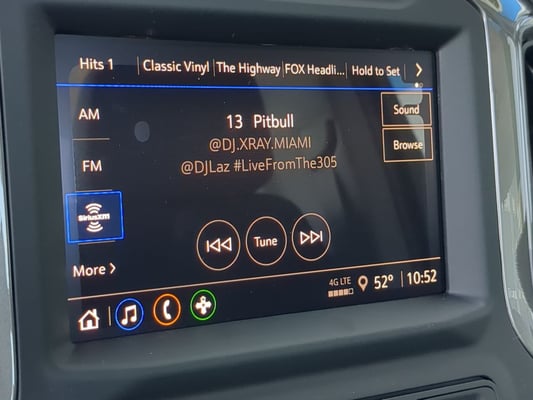 Hits 1 Classic Vinyl The Highway FOX Headli... Hold to Set >
AM
13 Pitbull
Sound
@DJ.XRAY.MIAMI
Browse
FM
@DJLaz #LiveFromThe305
SiriusXM
Tune
More >
4G LTE
52° 10:52